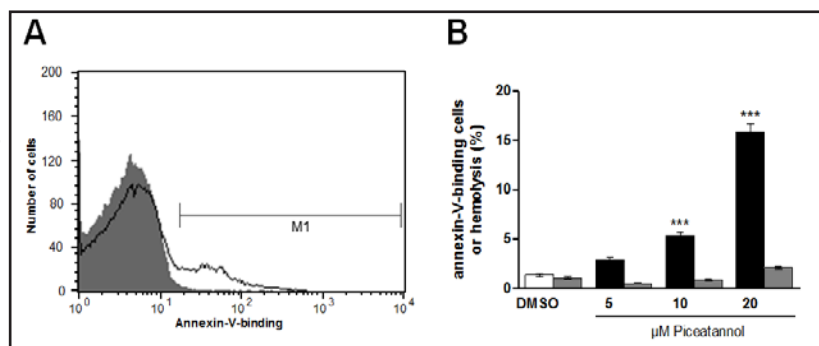 A
B
200
160
120
80
40
0
Number of cells
M1
10^0 10^1 10^2 10^3 10^4
Annexin-V-binding
20
15
10
5
0
annexin-V-binding cells
or hemolysis (%)
***
***
DMSO 5 10 20
µM Piceatannol